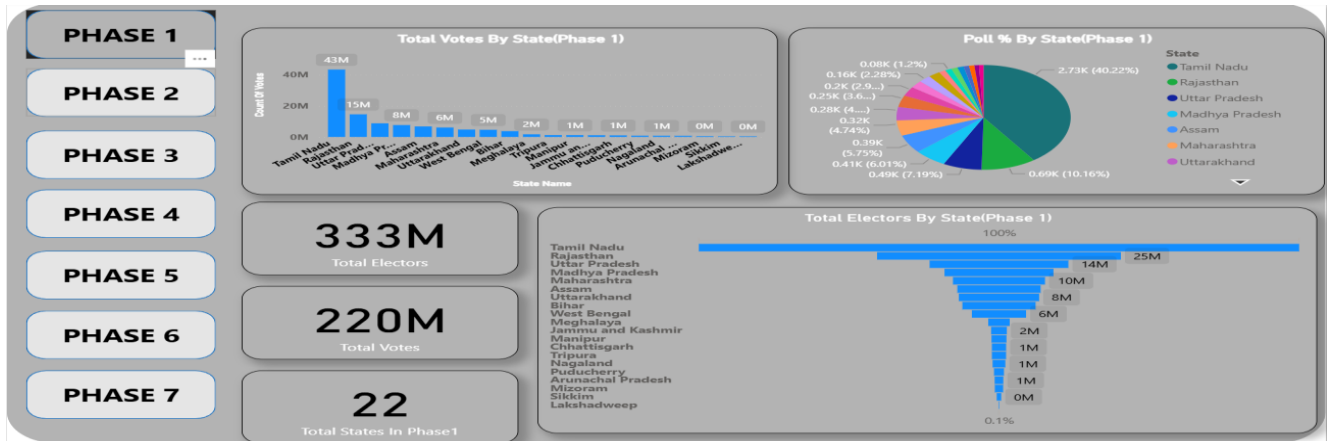 PHASE 1
...
PHASE 2
PHASE 3
PHASE 4
PHASE 5
PHASE 6
PHASE 7
Total Votes By State(Phase 1)
Count Of Votes
40M
20M
0M
43M
15M
8M
6M
5M
2M
1M
1M
1M
0M
0M
Tamil Nadu
Rajasthan
Uttar Prad...
Madhya Pr...
Assam
Maharashtra
Uttarakhand
West Bengal
Bihar
Meghalaya
Tripura
Manipur
Jammu an...
Chhattisgarh
Puducherry
Nagaland
Arunachal ...
Mizoram
Sikkim
Lakshadwe...
State Name
Poll % By State(Phase 1)
0.08K (1.2%)
0.16K (2.28%)
0.2K (2.9...)
0.25K (3.6...)
0.28K (4....)
0.32K
(4.74%)
0.39K
(5.75%)
0.41K (6.01%)
0.49K (7.19%)
0.69K (10.16%)
2.73K (40.22%)
State
Tamil Nadu
Rajasthan
Uttar Pradesh
Madhya Pradesh
Assam
Maharashtra
Uttarakhand
333M
Total Electors
220M
Total Votes
22
Total States In Phase1
Total Electors By State(Phase 1)
100%
Tamil Nadu
Rajasthan
Uttar Pradesh
Madhya Pradesh
Maharashtra
Assam
Uttarakhand
Bihar
West Bengal
Meghalaya
Jammu and Kashmir
Manipur
Chhattisgarh
Tripura
Nagaland
Puducherry
Arunachal Pradesh
Mizoram
Sikkim
Lakshadweep
25M
14M
10M
8M
6M
2M
1M
1M
1M
0M
0.1%